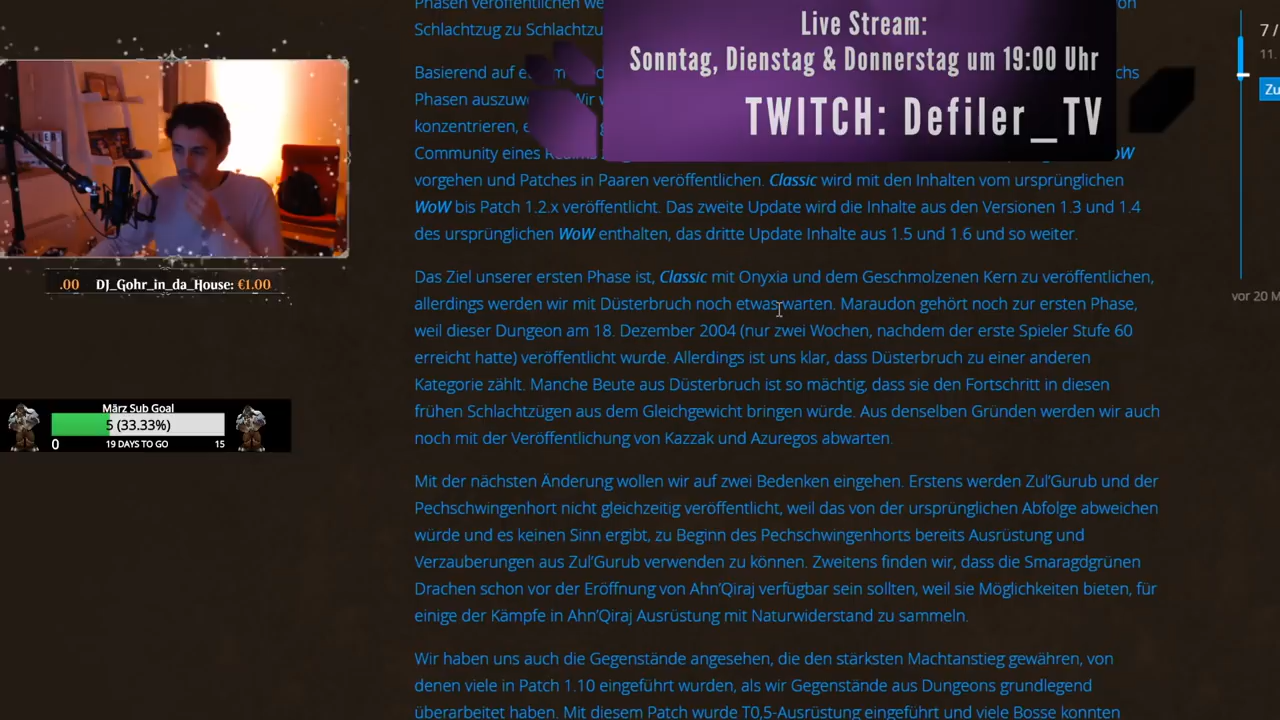 Phasen veröffentlichen
Schlachtzug zu Schlachtzu
Live Stream:
Sonntag, Dienstag & Donnerstag um 19:00 Uhr
TWITCH: Defiler_TV
7/
11.
Zu
vor 20 M
Basierend auf
Phasen
konzentrieren,
Community eines
vorgehen und Patches in Paaren veröffentlichen. Classic wird mit den Inhalten vom ursprünglichen
WoW bis Patch 1.2.x veröffentlicht. Das zweite Update wird die Inhalte aus den Versionen 1.3 und 1.4
des ursprünglichen WoW enthalten, das dritte Update Inhalte aus 1.5 und 1.6 und so weiter.
.00 DJ_Gohr_in_da_House: €1.00
Das Ziel unserer ersten Phase ist, Classic mit Onyxia und dem Geschmolzenen Kern zu veröffentlichen,
allerdings werden wir mit Düsterbruch noch etwas warten. Maraudon gehört noch zur ersten Phase,
weil dieser Dungeon am 18. Dezember 2004 (nur zwei Wochen, nachdem der erste Spieler Stufe 60
erreicht hatte) veröffentlicht wurde. Allerdings ist uns klar, dass Düsterbruch zu einer anderen
Kategorie zählt. Manche Beute aus Düsterbruch ist so mächtig, dass sie den Fortschritt in diesen
frühen Schlachtzügen aus dem Gleichgewicht bringen würde. Aus denselben Gründen werden wir auch
noch mit der Veröffentlichung von Kazzak und Azuregos abwarten.
März Sub Goal
5 (33.33%)
0 19 DAYS TO GO 15
Mit der nächsten Änderung wollen wir auf zwei Bedenken eingehen. Erstens werden Zul'Gurub und der
Pechschwingenhort nicht gleichzeitig veröffentlicht, weil das von der ursprünglichen Abfolge abweichen
würde und es keinen Sinn ergibt, zu Beginn des Pechschwingenhorts bereits Ausrüstung und
Verzauberungen aus Zul'Gurub verwenden zu können. Zweitens finden wir, dass die Smaragdgrünen
Drachen schon vor der Eröffnung von Ahn'Qiraj verfügbar sein sollten, weil sie Möglichkeiten bieten, für
einige der Kämpfe in Ahn'Qiraj Ausrüstung mit Naturwiderstand zu sammeln.
Wir haben uns auch die Gegenstände angesehen, die den stärksten Machtanstieg gewähren, von
denen viele in Patch 1.10 eingeführt wurden, als wir Gegenstände aus Dungeons grundlegend
überarbeitet haben. Mit diesem Patch wurde T0,5-Ausrüstung eingeführt und viele Bosse konnten